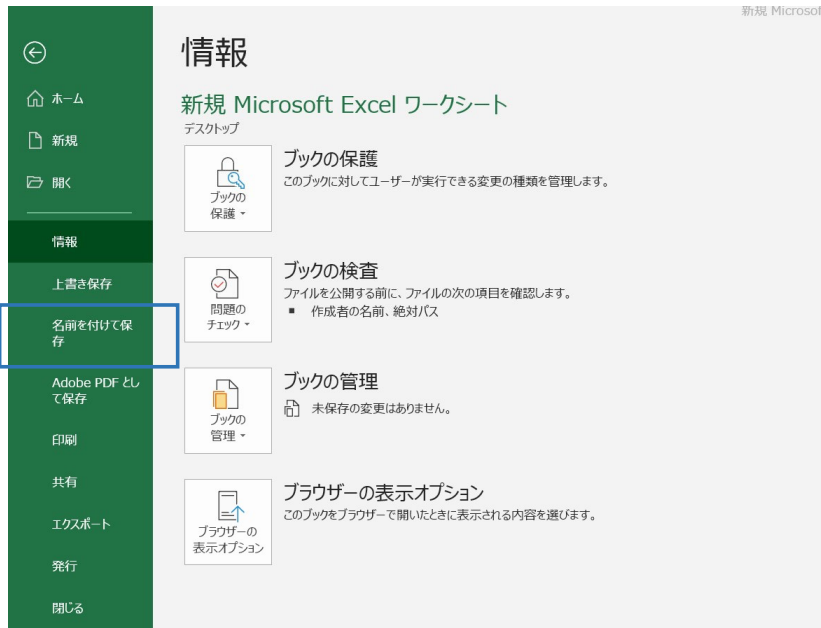 新規 Microsof
情報
ホーム
新規
開く
情報
上書き保存
名前を付けて保
存
Adobe PDF とし
て保存
印刷
共有
エクスポート
発行
閉じる
新規 Microsoft Excel ワークシート
デスクトップ
ブックの
保護
ブックの保護
このブックに対してユーザーが実行できる変更の種類を管理します。
問題の
チェック
ブックの検査
ファイルを公開する前に、ファイルの次の項目を確認します。
■ 作成者の名前、絶対パス
ブックの
管理
ブックの管理
未保存の変更はありません。
ブラウザーの
表示オプション
ブラウザーの表示オプション
このブックをブラウザーで開いたときに表示される内容を選びます。